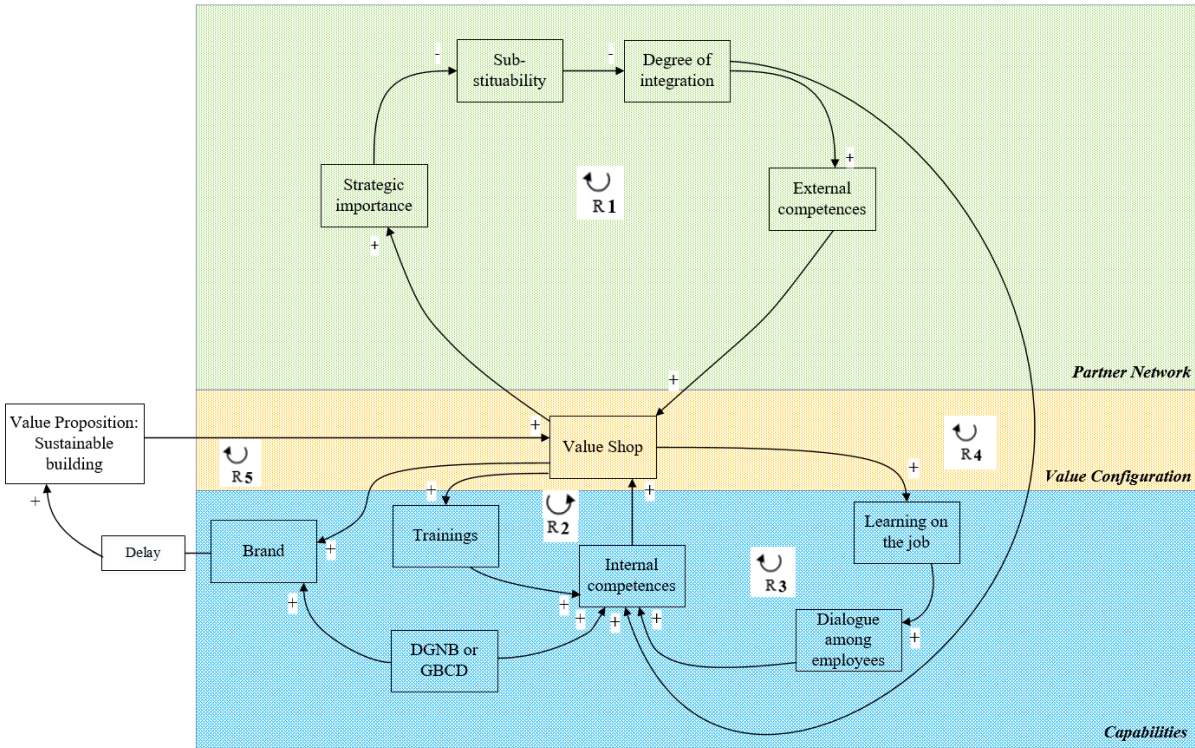 -
Sub-
stituability
-
Degree of
integration
+
Strategic
importance
External
competences
R1
+
Partner Network
+
Value Proposition:
Sustainable
building
+
Value Shop
R4
R5
+
Value Configuration
+
+
+
R2
Trainings
Learning on
the job
Delay
Brand
+
Internal
competences
R3
+
+
+
+
+
+
Dialogue
among
employees
+
DGNB or
GBCD
Capabilities